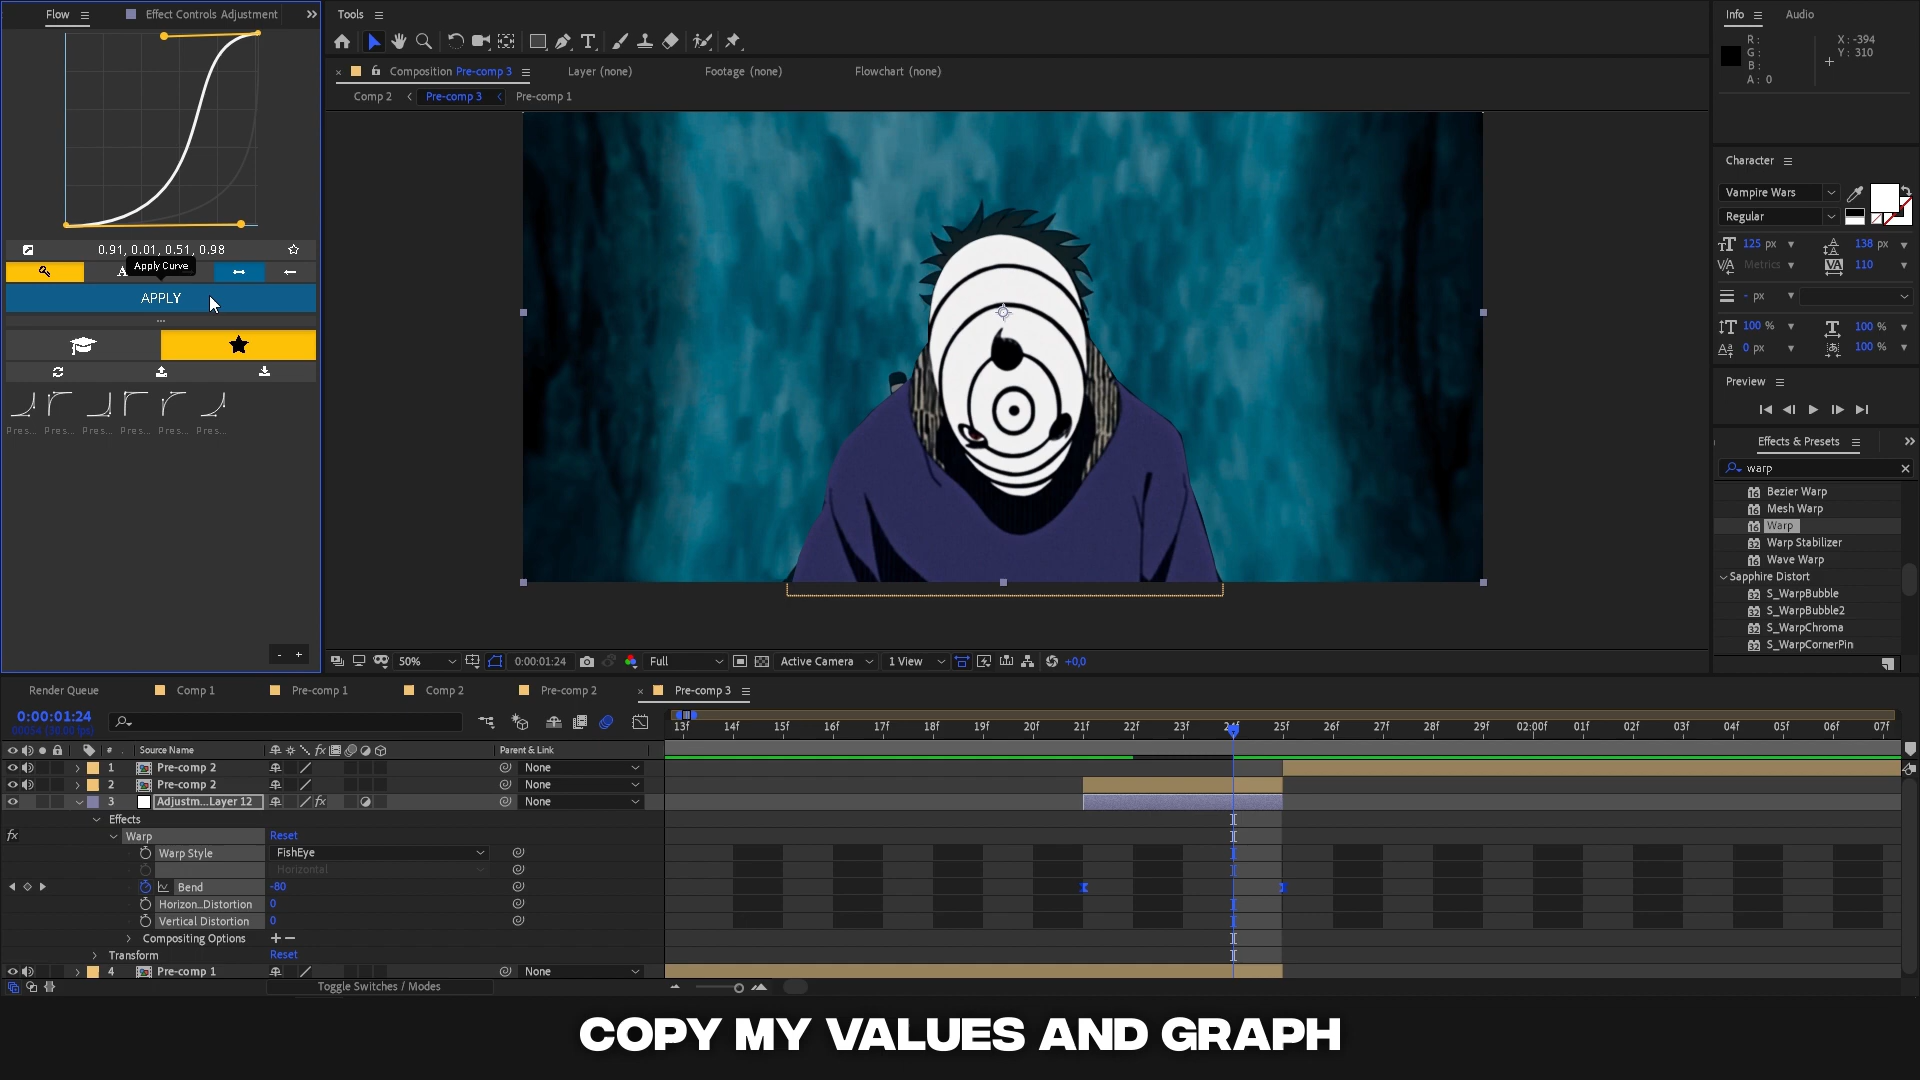 Flow
Effect Controls Adjustment
Tools
Info
Audio
R :
G :
B :
A : 0
X : -394
Y : 310
Composition Pre-comp 3
Layer (none)
Footage (none)
Flowchart (none)
Comp 2
Pre-comp 3
Pre-comp 1
0.91, 0.01, 0.51, 0.98
Apply Curve
APPLY
Pres... Pres... Pres... Pres... Pres... Pres...
- +
Character
Vampire Wars
Regular
125 px
138 px
Metrics
110
- px
100 %
100 %
0 px
100 %
Preview
Effects & Presets
warp
Bezier Warp
Mesh Warp
Warp
Warp Stabilizer
Wave Warp
Sapphire Distort
S_WarpBubble
S_WarpBubble2
S_WarpChroma
S_WarpCornerPin
50%
0:00:01:24
Full
Active Camera
1 View
+0,0
Render Queue
Comp 1
Pre-comp 1
Comp 2
Pre-comp 2
Pre-comp 3
0:00:01:24
00054 (30.00 fps)
13f 14f 15f 16f 17f 18f 19f 20f 21f 22f 23f 24f 25f 26f 27f 28f 29f 02:00f 01f 02f 03f 04f 05f 06f 07f
# Source Name
Parent & Link
1 Pre-comp 2 None
2 Pre-comp 2 None
3 Adjustm...Layer 12 None
Effects
fx Warp Reset
Warp Style FishEye
Horizontal
Bend -80
Horizon...Distortion 0
Vertical Distortion 0
Compositing Options + −
Transform Reset
4 Pre-comp 1 None
Toggle Switches / Modes
COPY MY VALUES AND GRAPH